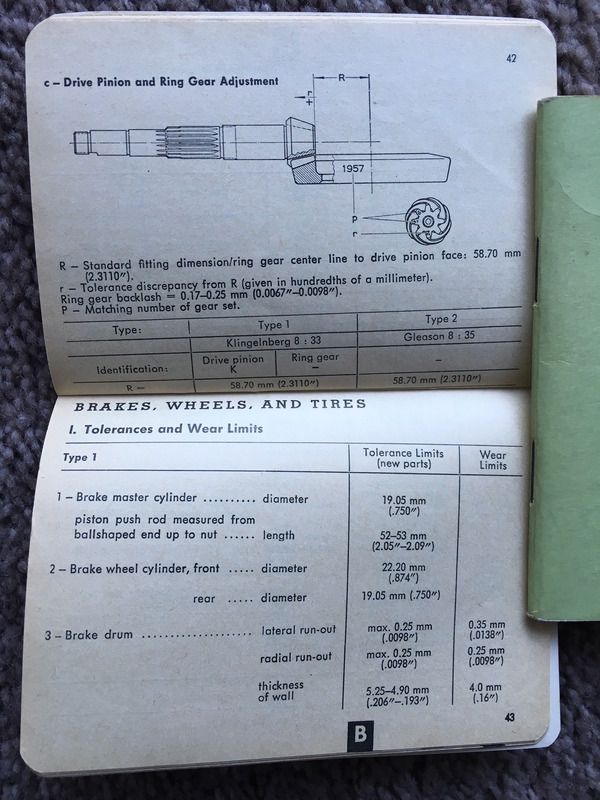 42
c – Drive Pinion and Ring Gear Adjustment
R
r
+
1957
P
r
R – Standard fitting dimension/ring gear center line to drive pinion face: 58.70 mm
(2.3110″).
r – Tolerance discrepancy from R (given in hundredths of a millimeter).
Ring gear backlash = 0.17–0.25 mm (0.0067″–0.0098″).
P – Matching number of gear set.
Type: Type 1 Type 2
Klingelnberg 8 : 33 Gleason 8 : 35
Identification: Drive pinion K Ring gear – –
R = 58.70 mm (2.3110″) 58.70 mm (2.3110″)
BRAKES, WHEELS, AND TIRES
I. Tolerances and Wear Limits
Type 1 Tolerance Limits (new parts) Wear Limits
1 – Brake master cylinder .......... diameter 19.05 mm
(.750″)
piston push rod measured from
ballshaped end up to nut ...... length 52–53 mm
(2.05″–2.09″)
2 – Brake wheel cylinder, front ..... diameter 22.20 mm
(.874″)
rear ..... diameter 19.05 mm (.750″)
3 – Brake drum .................... lateral run-out max. 0.25 mm 0.35 mm
(.0098″) (.0138″)
radial run-out max. 0.25 mm 0.25 mm
(.0098″) (.0098″)
thickness
of wall 5.25–4.90 mm 4.0 mm
(.206″–.193″) (.16″)
B
43